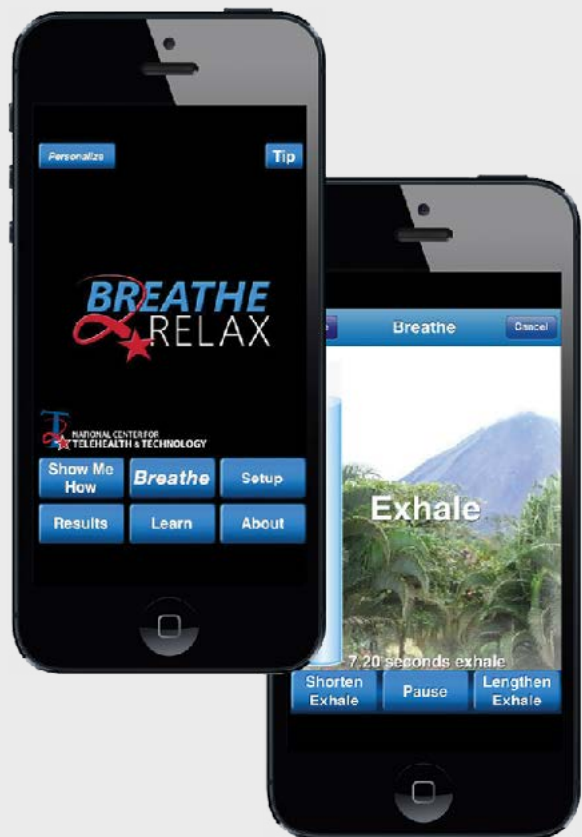 Personalize
Tip
BREATHE
2 RELAX
T2
NATIONAL CENTER FOR
TELEHEALTH & TECHNOLOGY
Show Me
How
Breathe
Setup
Results
Learn
About
Breathe
Cancel
Exhale
7.20 seconds exhale
Shorten
Exhale
Pause
Lengthen
Exhale